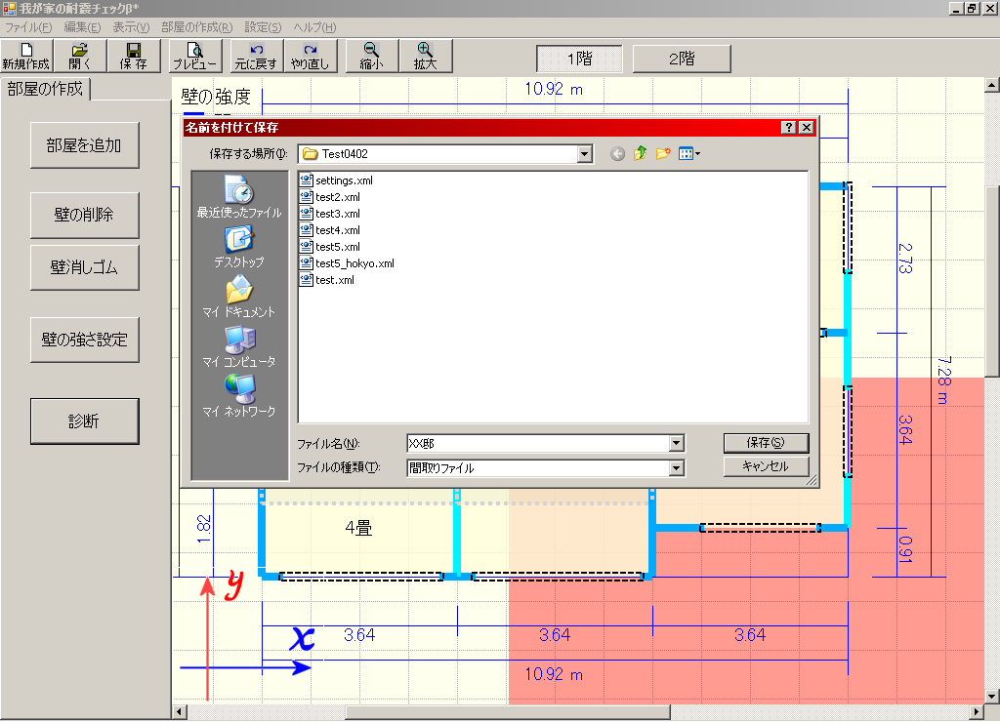 我が家の耐震チェックβ*
ファイル(F) 編集(E) 表示(V) 部屋の作成(R) 設定(S) ヘルプ(H)
新規作成 開く 保存 プレビュー 元に戻す やり直し 縮小 拡大 1階 2階
部屋の作成
部屋を追加
壁の削除
壁消しゴム
壁の強さ設定
診断
壁の強度
10.92 m
名前を付けて保存
保存する場所(I):
Test0402
最近使ったファイル
デスクトップ
マイ ドキュメント
マイ コンピュータ
マイ ネットワーク
settings.xml
test2.xml
test3.xml
test4.xml
test5.xml
test5_hokyo.xml
test.xml
ファイル名(N):
XX邸
保存(S)
ファイルの種類(T):
間取りファイル
キャンセル
2.73
7.28 m
3.64
0.91
1.82
4畳
y
x
3.64
3.64
3.64
10.92 m